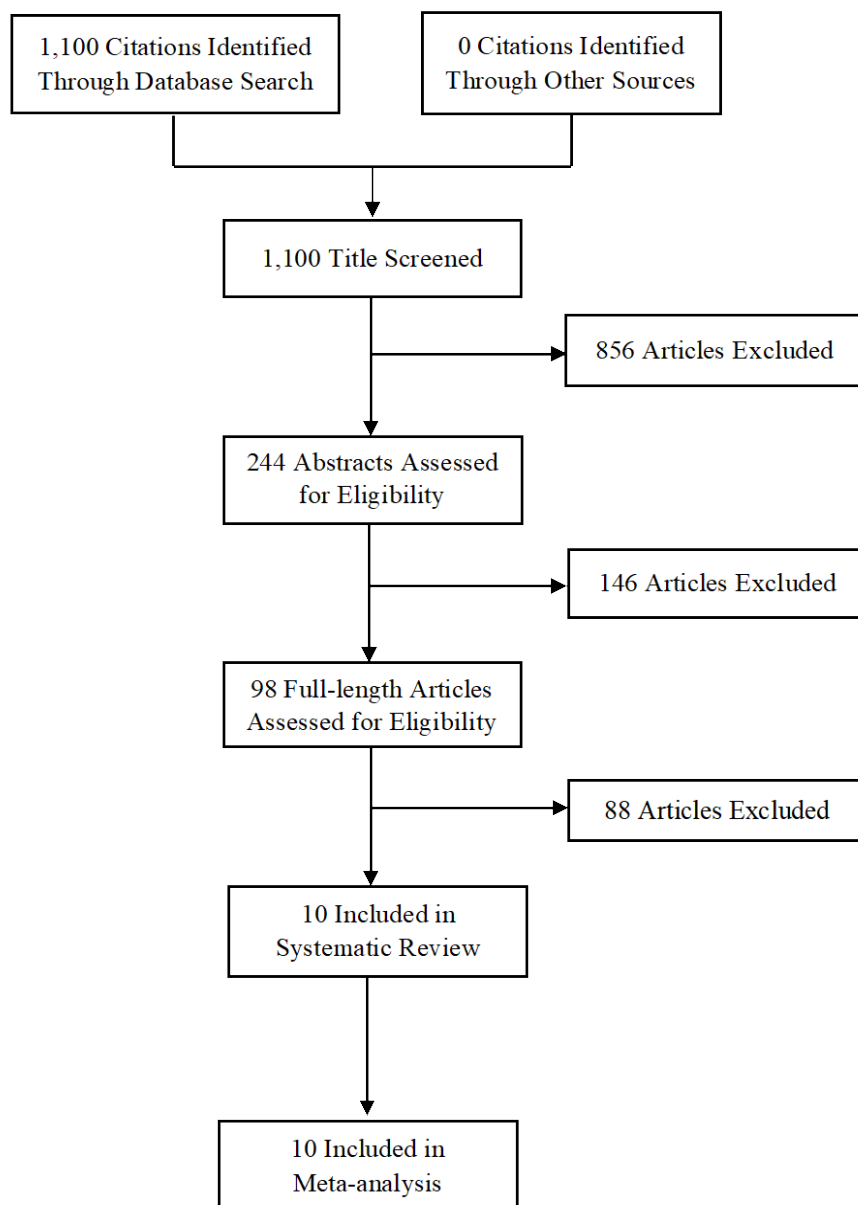 1,100 Citations Identified
Through Database Search
0 Citations Identified
Through Other Sources
1,100 Title Screened
856 Articles Excluded
244 Abstracts Assessed
for Eligibility
146 Articles Excluded
98 Full-length Articles
Assessed for Eligibility
88 Articles Excluded
10 Included in
Systematic Review
10 Included in
Meta-analysis